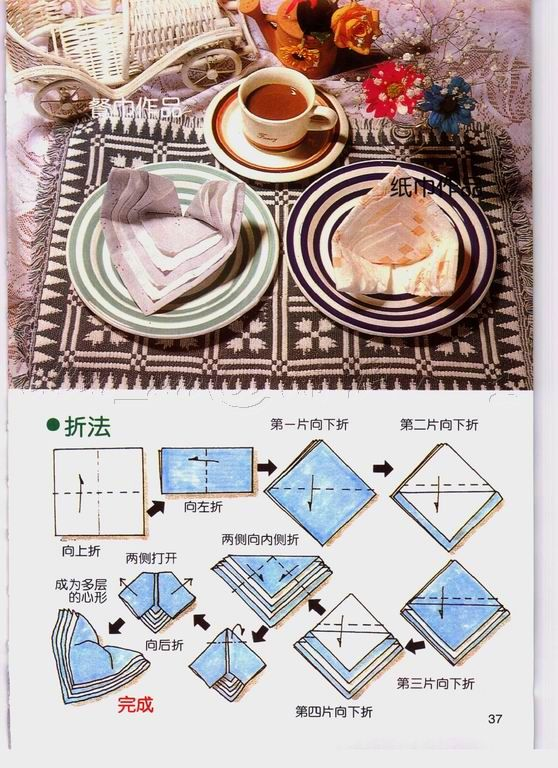 餐巾作品
纸巾作品
折法
第一片向下折
第二片向下折
向上折
向左折
两侧向内侧折
两侧打开
成为多层
的心形
向后折
完成
第四片向下折
第三片向下折
37